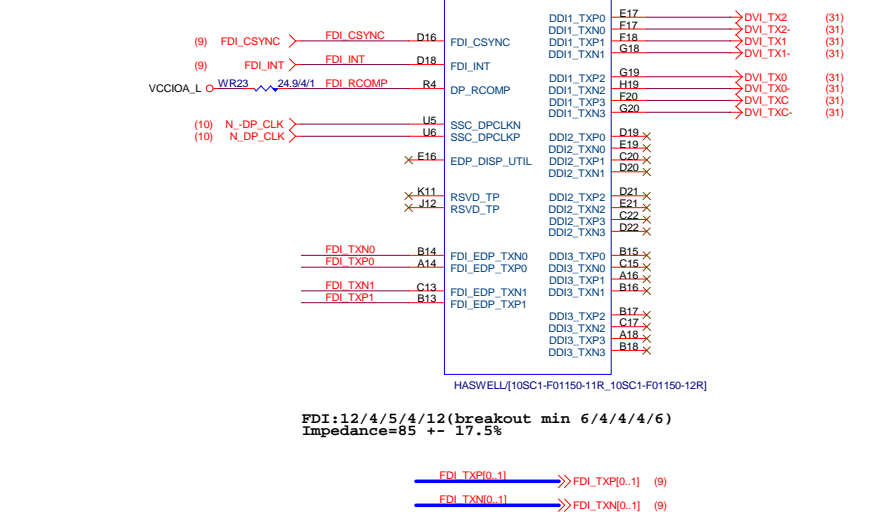 E17 DDI1_TXP0 DVI_TX2 (31)
F17 DDI1_TXN0 DVI_TX2- (31)
(9) FDI_CSYNC FDI_CSYNC D16 FDI_CSYNC F18 DDI1_TXP1 DVI_TX1 (31)
G18 DDI1_TXN1 DVI_TX1- (31)
(9) FDI_INT FDI_INT D18 FDI_INT
G19 DDI1_TXP2 DVI_TX0 (31)
VCCIOA_L WR23 24.9/4/1 FDI_RCOMP R4 DP_RCOMP H19 DDI1_TXN2 DVI_TX0- (31)
F20 DDI1_TXP3 DVI_TXC (31)
G20 DDI1_TXN3 DVI_TXC- (31)
(10) N_-DP_CLK U5 SSC_DPCLKN
(10) N_DP_CLK U6 SSC_DPCLKP D19 DDI2_TXP0
E19 DDI2_TXN0
E16 EDP_DISP_UTIL C20 DDI2_TXP1
D20 DDI2_TXN1
K11 RSVD_TP D21 DDI2_TXP2
J12 RSVD_TP E21 DDI2_TXN2
C22 DDI2_TXP3
D22 DDI2_TXN3
FDI_TXN0 B14 FDI_EDP_TXN0 B15 DDI3_TXP0
FDI_TXP0 A14 FDI_EDP_TXP0 C15 DDI3_TXN0
A16 DDI3_TXP1
FDI_TXN1 C13 FDI_EDP_TXN1 B16 DDI3_TXN1
FDI_TXP1 B13 FDI_EDP_TXP1
B17 DDI3_TXP2
C17 DDI3_TXN2
A18 DDI3_TXP3
B18 DDI3_TXN3
HASWELL/[10SC1-F01150-11R_10SC1-F01150-12R]
FDI:12/4/5/4/12(breakout min 6/4/4/4/6)
Impedance=85 +- 17.5%
FDI_TXP[0..1] FDI_TXP[0..1] (9)
FDI_TXN[0..1] FDI_TXN[0..1] (9)